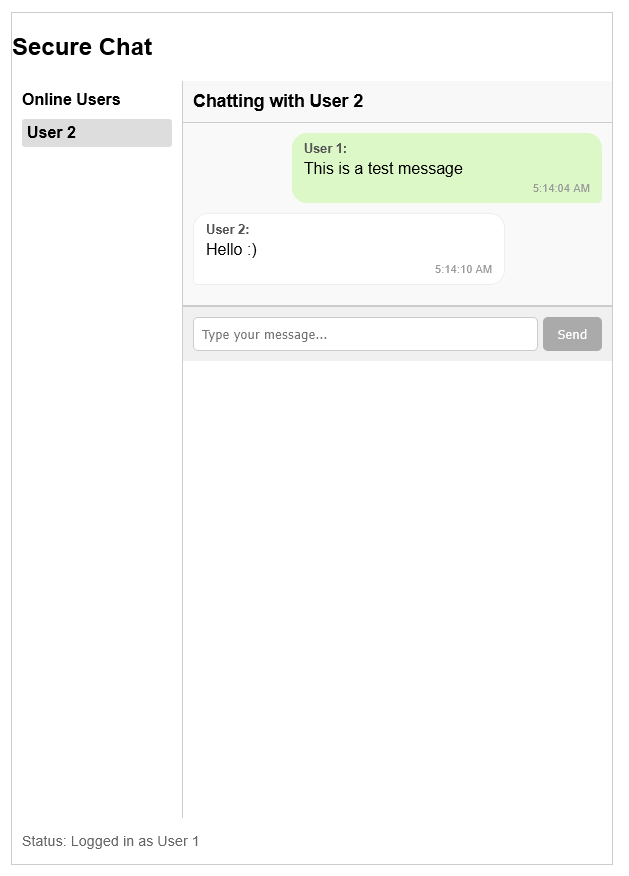 Secure Chat
Online Users
User 2
Chatting with User 2
User 1:
This is a test message
5:14:04 AM
User 2:
Hello :)
5:14:10 AM
Type your message...
Send
Status: Logged in as User 1